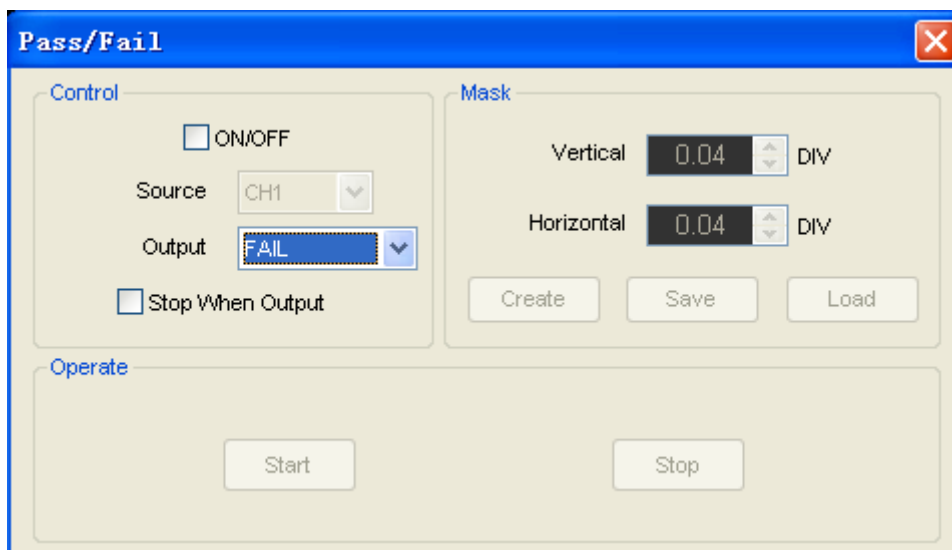 Pass/Fail
Control
ON/OFF
Source CH1
Output FAIL
Stop When Output
Mask
Vertical 0.04 DIV
Horizontal 0.04 DIV
Create Save Load
Operate
Start Stop